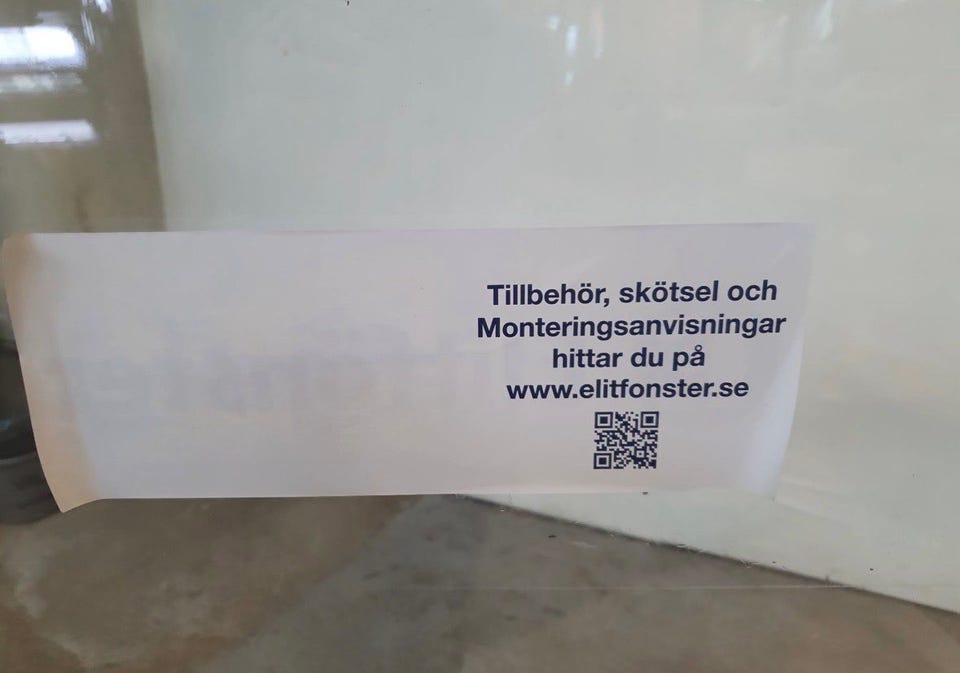 Tillbehör, skötsel och
Monteringsanvisningar
hittar du på
www.elitfonster.se